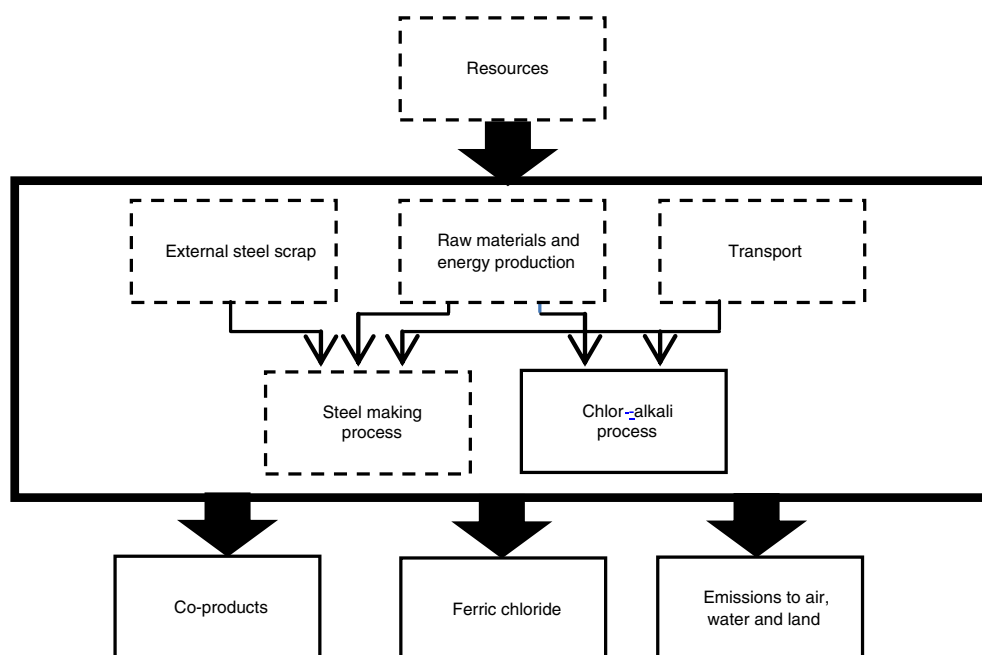 Resources
External steel scrap
Raw materials and
energy production
Transport
Steel making
process
Chlor--alkali
process
Co-products
Ferric chloride
Emissions to air,
water and land